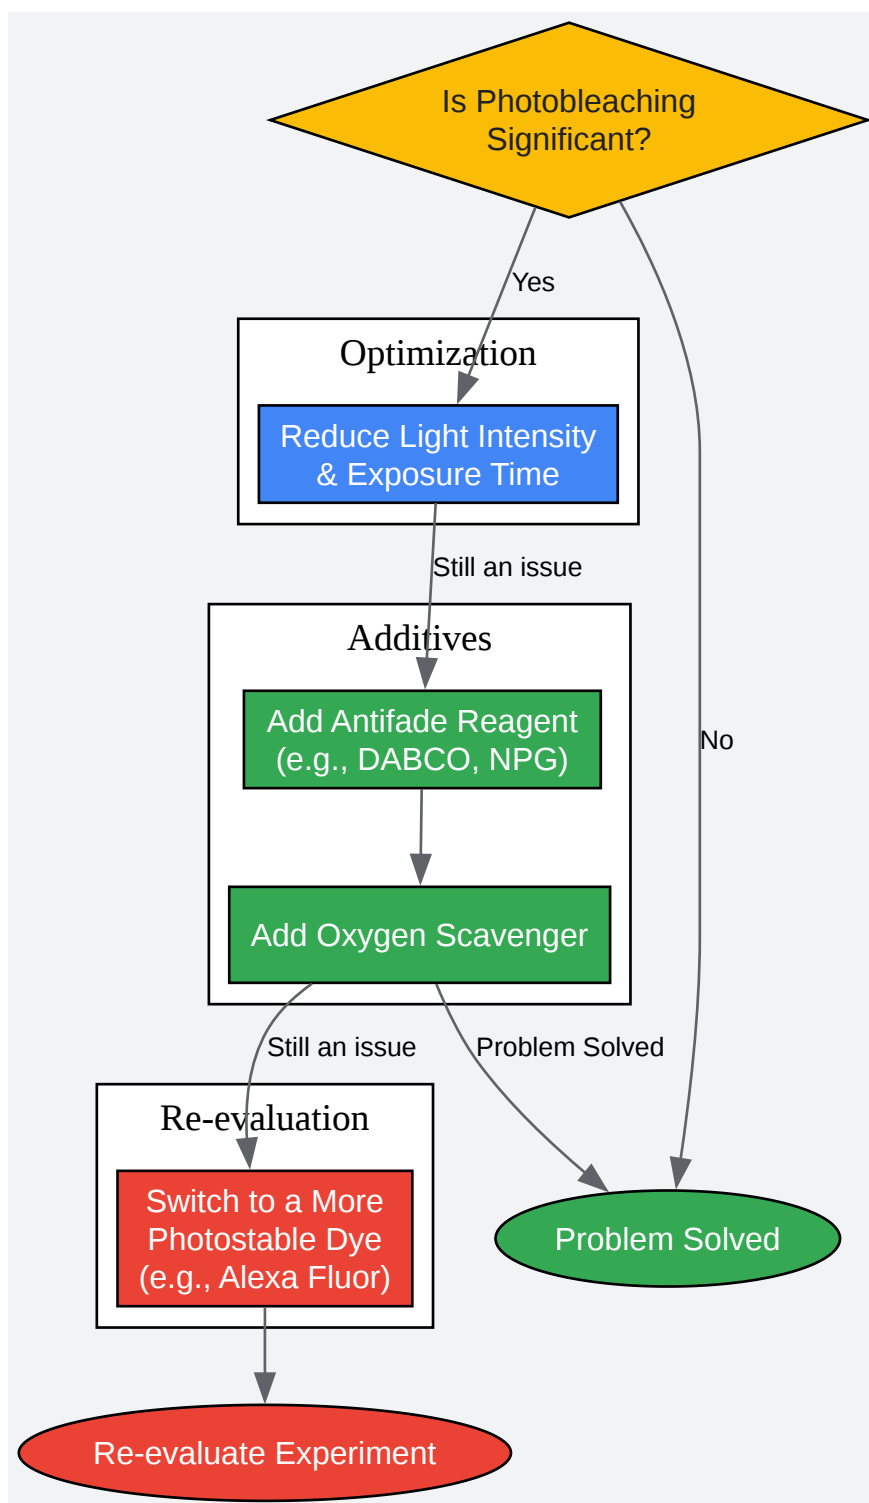 Is Photobleaching
Significant?
Yes
Optimization
Reduce Light Intensity
& Exposure Time
Still an issue
Additives
Add Antifade Reagent
(e.g., DABCO, NPG)
No
Add Oxygen Scavenger
Still an issue
Problem Solved
Re-evaluation
Switch to a More
Photostable Dye
(e.g., Alexa Fluor)
Problem Solved
Re-evaluate Experiment